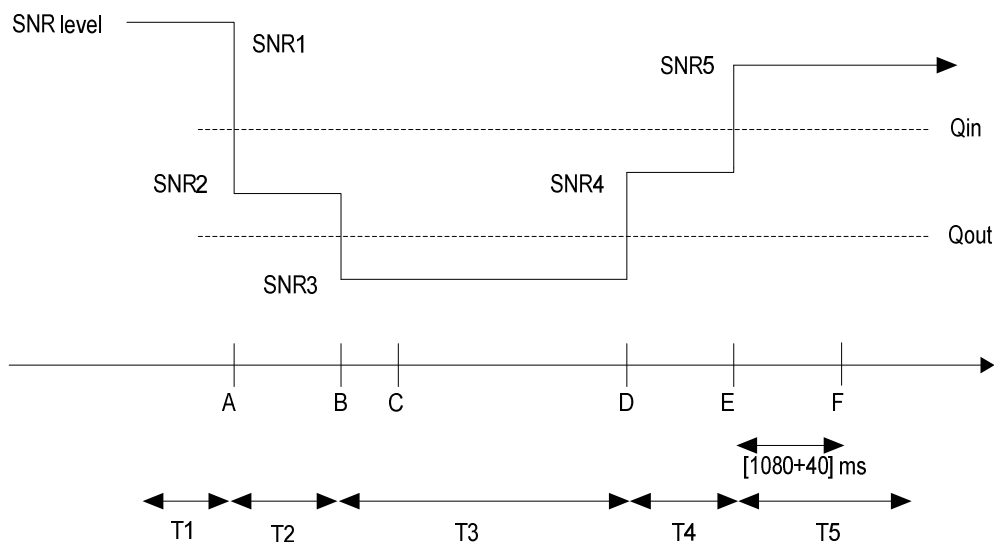 SNR level
SNR1
SNR5
Qin
SNR2
SNR4
Qout
SNR3
A B C D E F
[1080+40] ms
T1 T2 T3 T4 T5